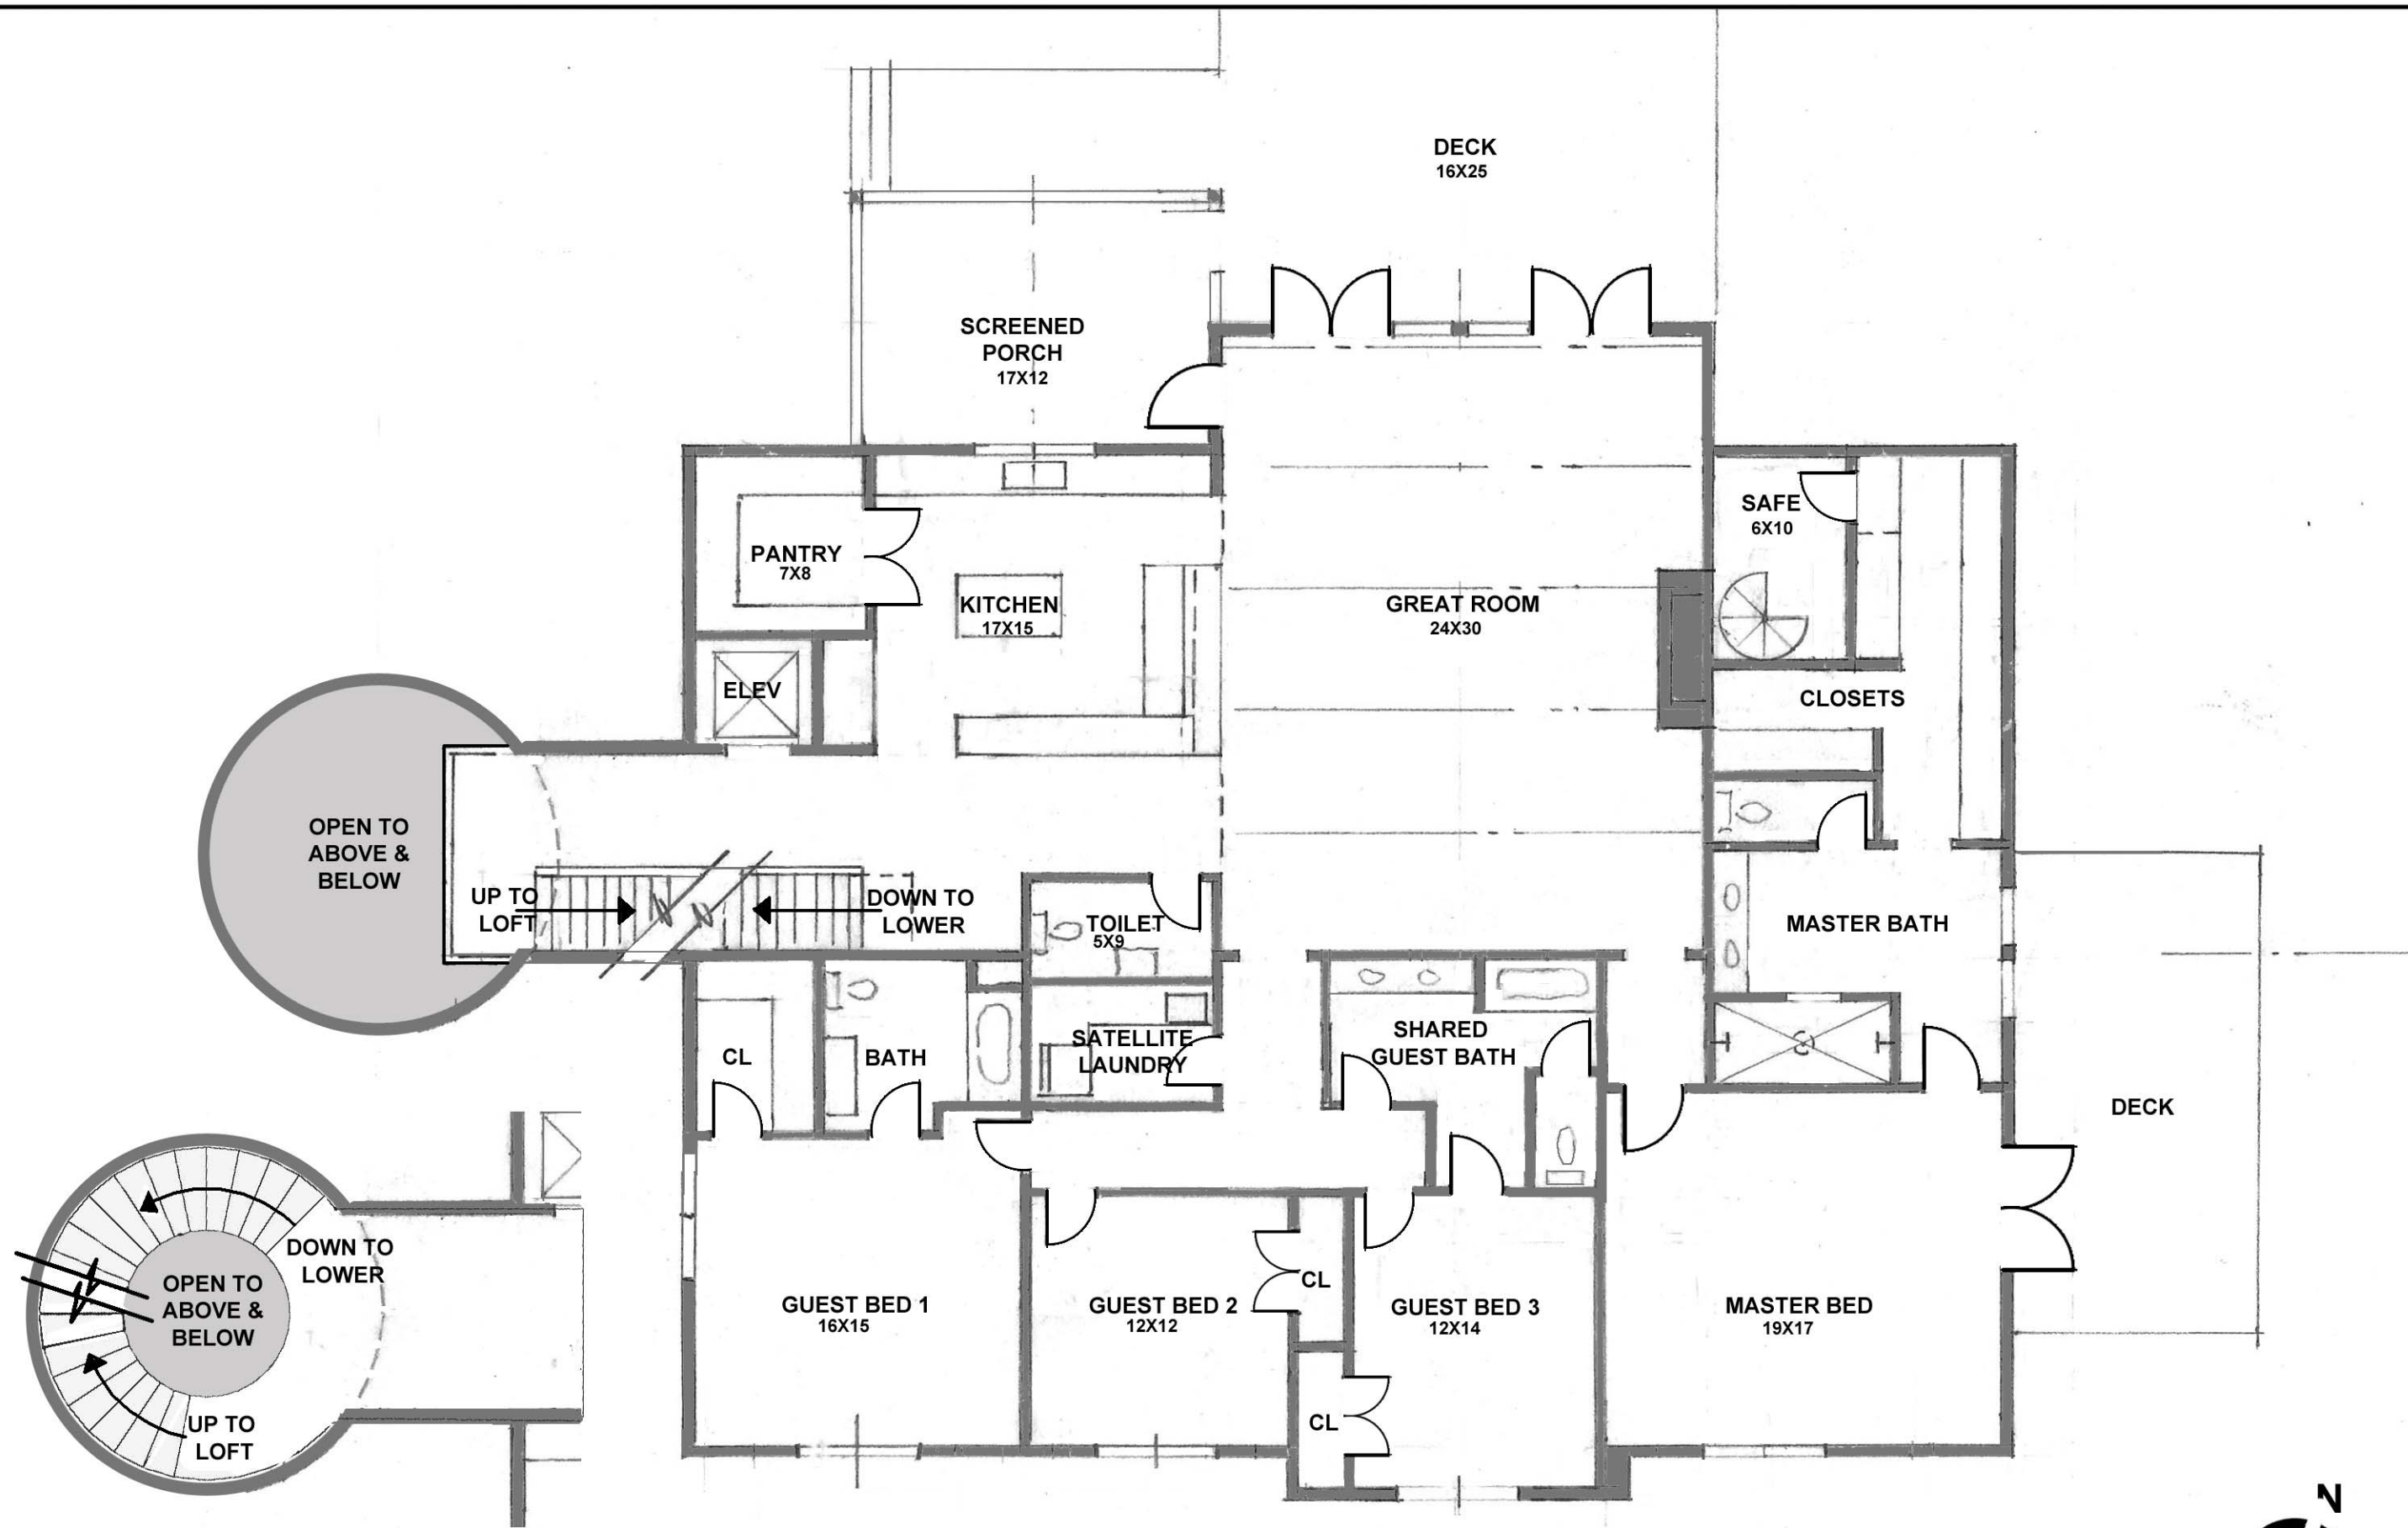 DECK
16X25
SCREENED
PORCH
17X12
SAFE
6X10
PANTRY
7X8
KITCHEN
17X15
GREAT ROOM
24X30
ELEV
CLOSETS
OPEN TO
ABOVE &
BELOW
UP TO
LOFT
DOWN TO
LOWER
TOILET
5X9
MASTER BATH
CL
BATH
SATELLITE
LAUNDRY
SHARED
GUEST BATH
DECK
DOWN TO
LOWER
OPEN TO
ABOVE &
BELOW
UP TO
LOFT
GUEST BED 1
16X15
GUEST BED 2
12X12
CL
GUEST BED 3
12X14
CL
MASTER BED
19X17
N